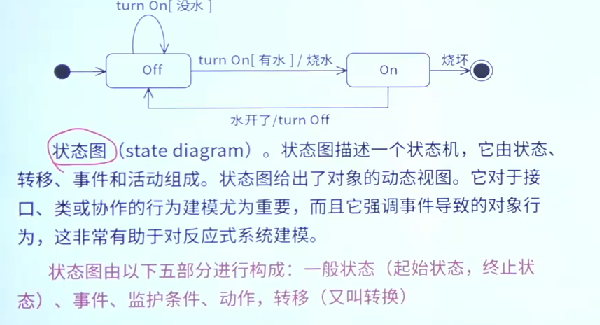 turn On[ 没水 ]
Off
turn On[ 有水 ] / 烧水
On
烧坏
水开了/turn Off
状态图（state diagram）。状态图描述一个状态机，它由状态、
转移、事件和活动组成。状态图给出了对象的动态视图。它对于接
口、类或协作的行为建模尤为重要，而且它强调事件导致的对象行
为，这非常有助于对反应式系统建模。
状态图由以下五部分进行构成：一般状态（起始状态，终止状
态）、事件、监护条件、动作，转移（又叫转换）